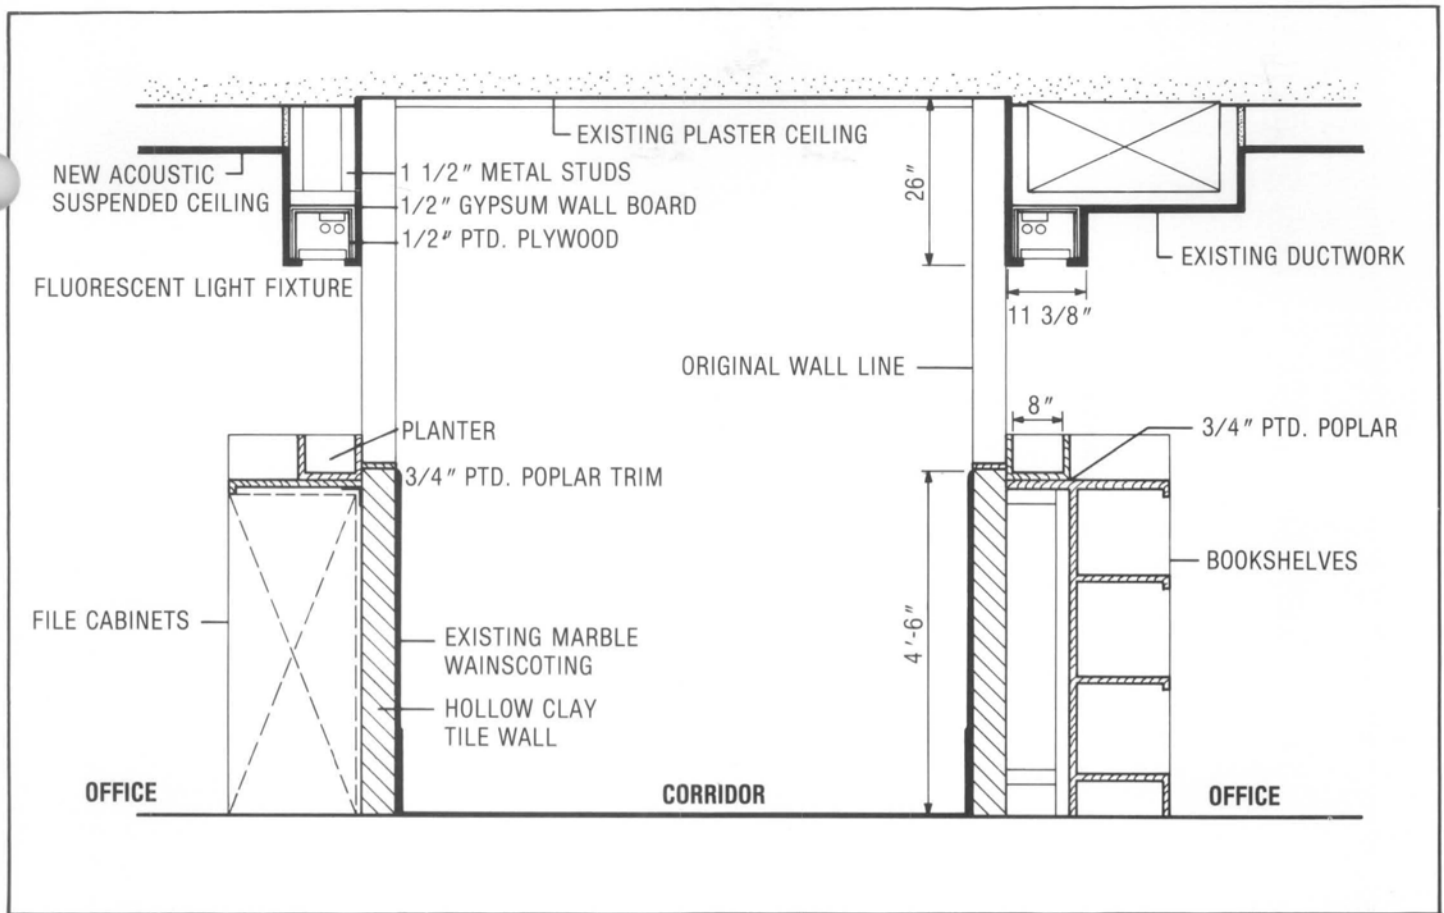 EXISTING PLASTER CEILING
NEW ACOUSTIC
SUSPENDED CEILING
1 1/2" METAL STUDS
1/2" GYPSUM WALL BOARD
1/2" PTD. PLYWOOD
FLUORESCENT LIGHT FIXTURE
26"
EXISTING DUCTWORK
11 3/8"
ORIGINAL WALL LINE
8"
PLANTER
3/4" PTD. POPLAR
3/4" PTD. POPLAR TRIM
BOOKSHELVES
FILE CABINETS
4'-6"
EXISTING MARBLE
WAINSCOTING
HOLLOW CLAY
TILE WALL
OFFICE
CORRIDOR
OFFICE